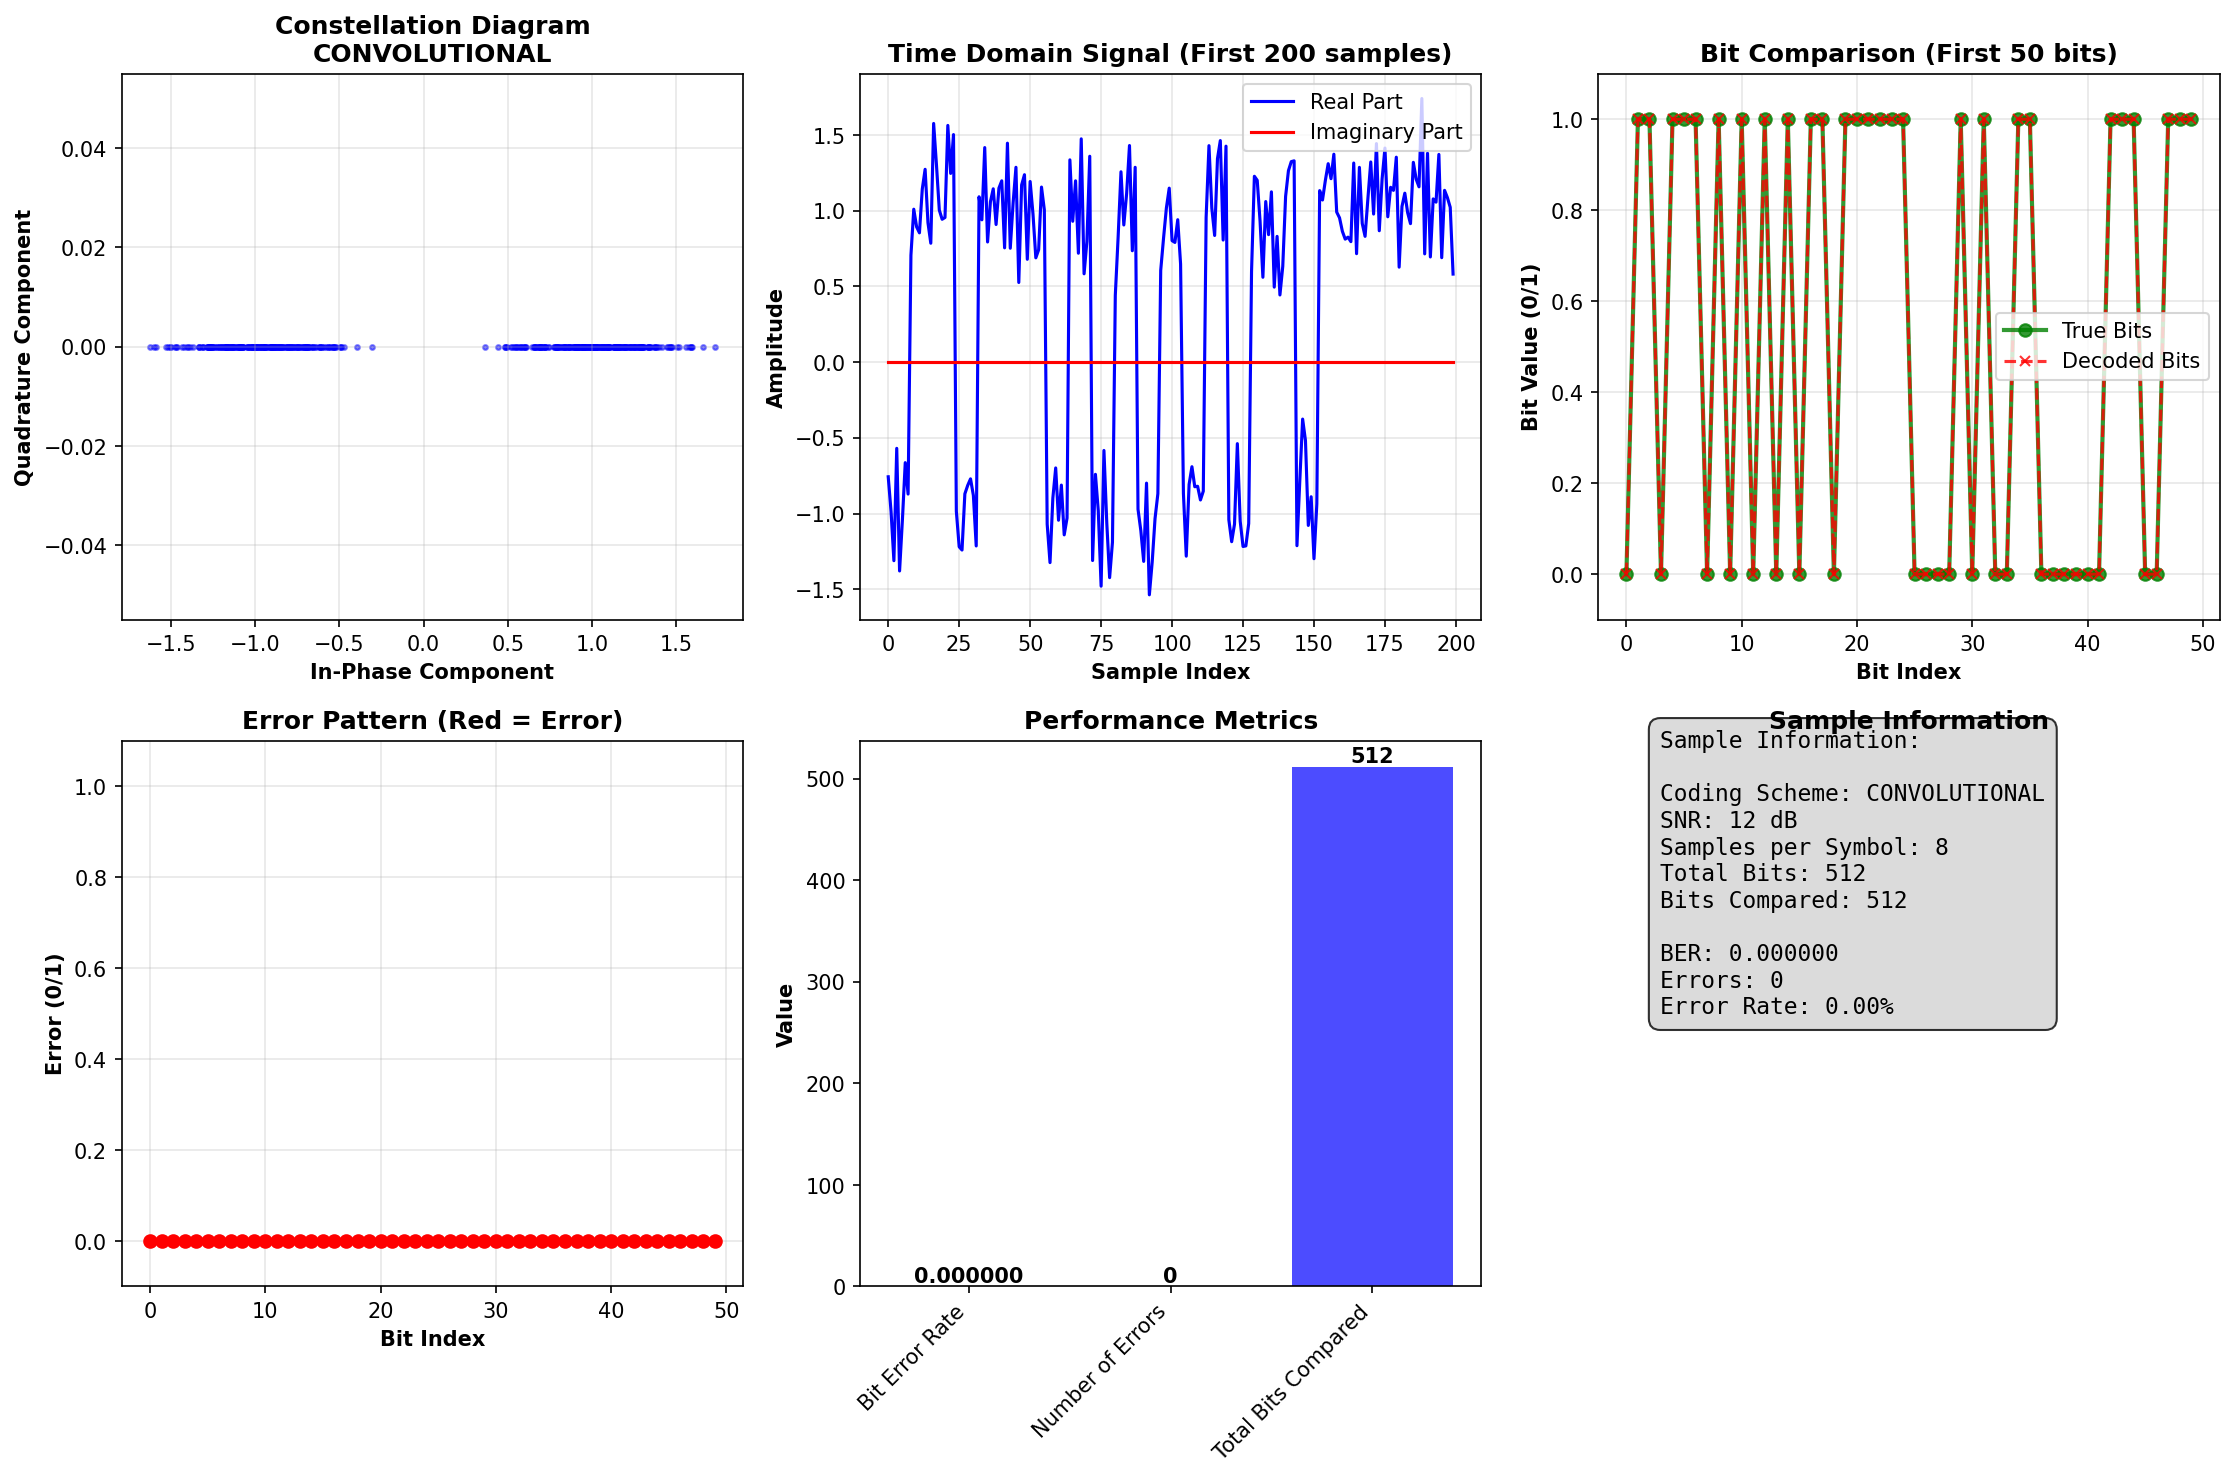 Constellation Diagram
CONVOLUTIONAL
0.04
0.02
0.00
−0.02
−0.04
Quadrature Component
−1.5 −1.0 −0.5 0.0 0.5 1.0 1.5
In-Phase Component
Time Domain Signal (First 200 samples)
Real Part
Imaginary Part
1.5
1.0
0.5
0.0
−0.5
−1.0
−1.5
Amplitude
0 25 50 75 100 125 150 175 200
Sample Index
Bit Comparison (First 50 bits)
1.0
0.8
0.6
0.4
0.2
0.0
Bit Value (0/1)
True Bits
Decoded Bits
0 10 20 30 40 50
Bit Index
Error Pattern (Red = Error)
1.0
0.8
0.6
0.4
0.2
0.0
Error (0/1)
0 10 20 30 40 50
Bit Index
Performance Metrics
512
500
400
300
200
100
0
Value
0.000000 0
Bit Error Rate
Number of Errors
Total Bits Compared
Sample Information
Sample Information:
Coding Scheme: CONVOLUTIONAL
SNR: 12 dB
Samples per Symbol: 8
Total Bits: 512
Bits Compared: 512
BER: 0.000000
Errors: 0
Error Rate: 0.00%